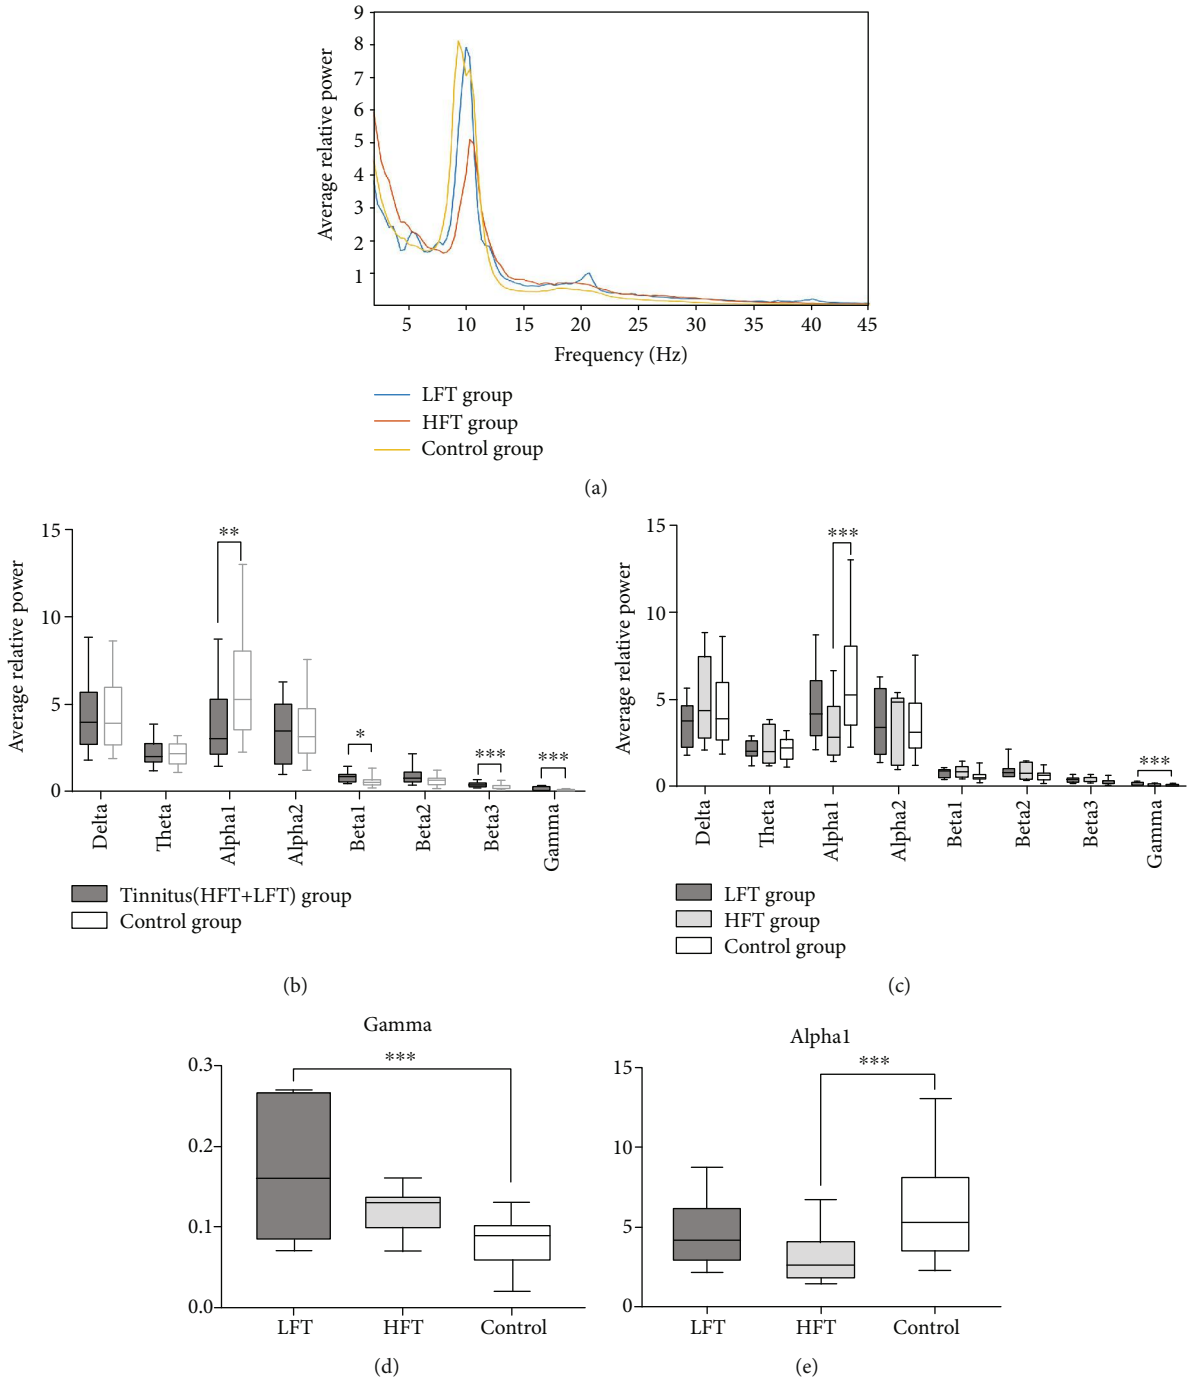 9
8
7
6
5
4
3
2
1
Average relative power
5 10 15 20 25 30 35 40 45
Frequency (Hz)
LFT group
HFT group
Control group
(a)
15
10
5
0
Average relative power
**
*
***
***
Delta
Theta
Alpha1
Alpha2
Beta1
Beta2
Beta3
Gamma
Tinnitus(HFT+LFT) group
Control group
(b)
15
10
5
0
Average relative power
***
***
Delta
Theta
Alpha1
Alpha2
Beta1
Beta2
Beta3
Gamma
LFT group
HFT group
Control group
(c)
Gamma
***
0.3
0.2
0.1
0.0
LFT HFT Control
(d)
Alpha1
***
15
10
5
0
LFT HFT Control
(e)